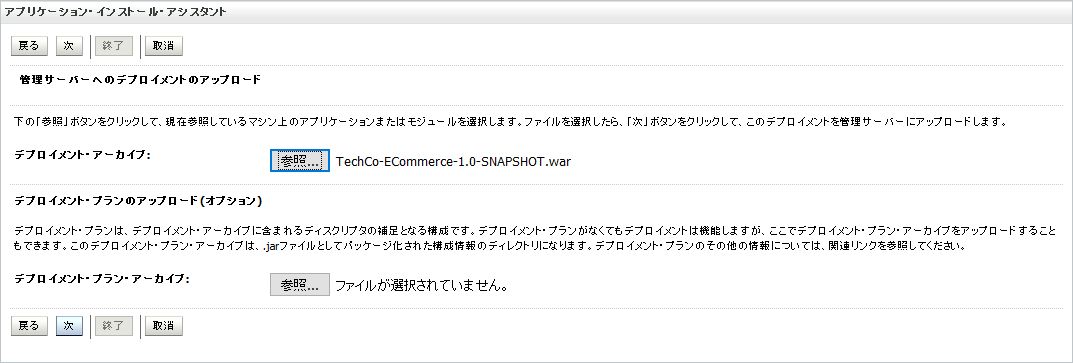 アプリケーション・インストール・アシスタント
戻る 次 終了 取消
管理サーバーへのデプロイメントのアップロード
下の「参照」ボタンをクリックして、現在参照しているマシン上のアプリケーションまたはモジュールを選択します。ファイルを選択したら、「次」ボタンをクリックして、このデプロイメントを管理サーバーにアップロードします。
デプロイメント・アーカイブ: 参照... TechCo-ECommerce-1.0-SNAPSHOT.war
デプロイメント・プランのアップロード(オプション)
デプロイメント・プランは、デプロイメント・アーカイブに含まれるディスクリプタの補足となる構成です。デプロイメント・プランがなくてもデプロイメントは機能しますが、ここでデプロイメント・プラン・アーカイブをアップロードすること
もできます。このデプロイメント・プラン・アーカイブは、.jarファイルとしてパッケージ化された構成情報のディレクトリになります。デプロイメント・プランのその他の情報については、関連リンクを参照してください。
デプロイメント・プラン・アーカイブ: 参照... ファイルが選択されていません。
戻る 次 終了 取消